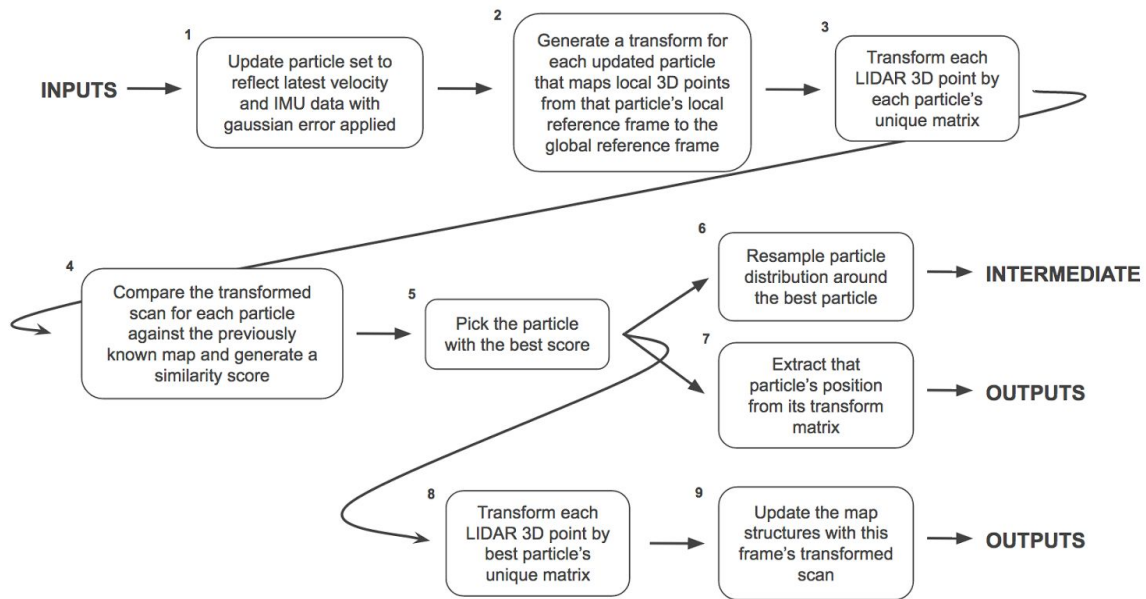 1
Update particle set to
reflect latest velocity
and IMU data with
gaussian error applied
INPUTS
2
Generate a transform for
each updated particle
that maps local 3D points
from that particle's local
reference frame to the
global reference frame
3
Transform each
LIDAR 3D point by
each particle's
unique matrix
4
Compare the transformed
scan for each particle
against the previously
known map and generate a
similarity score
5
Pick the particle
with the best score
6
Resample particle
distribution around
the best particle
INTERMEDIATE
7
Extract that
particle's position
from its transform
matrix
OUTPUTS
8
Transform each
LIDAR 3D point by
best particle's
unique matrix
9
Update the map
structures with this
frame's transformed
scan
OUTPUTS